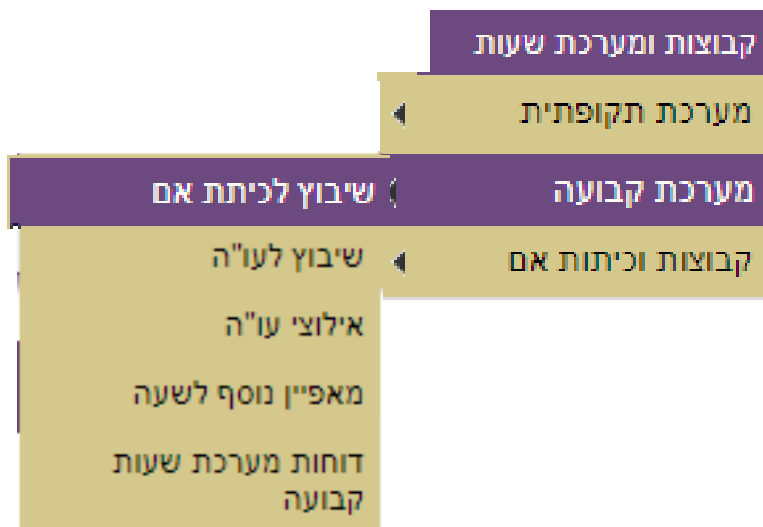 קבוצות ומערכת שעות
מערכת תקופתית
מערכת קבועה
שיבוץ לכיתת אם
קבוצות וכיתות אם
שיבוץ לעו"ה
אילוצי עו"ה
מאפיין נוסף לשעה
דוחות מערכת שעות
קבועה